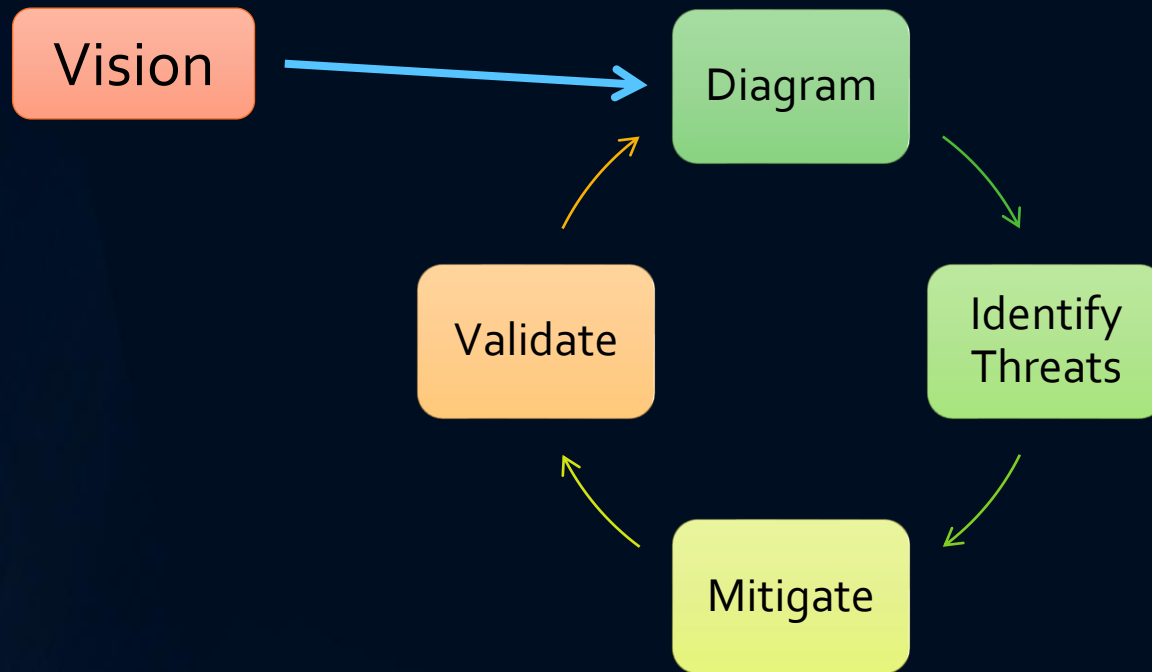 Vision
Diagram
Identify
Threats
Mitigate
Validate